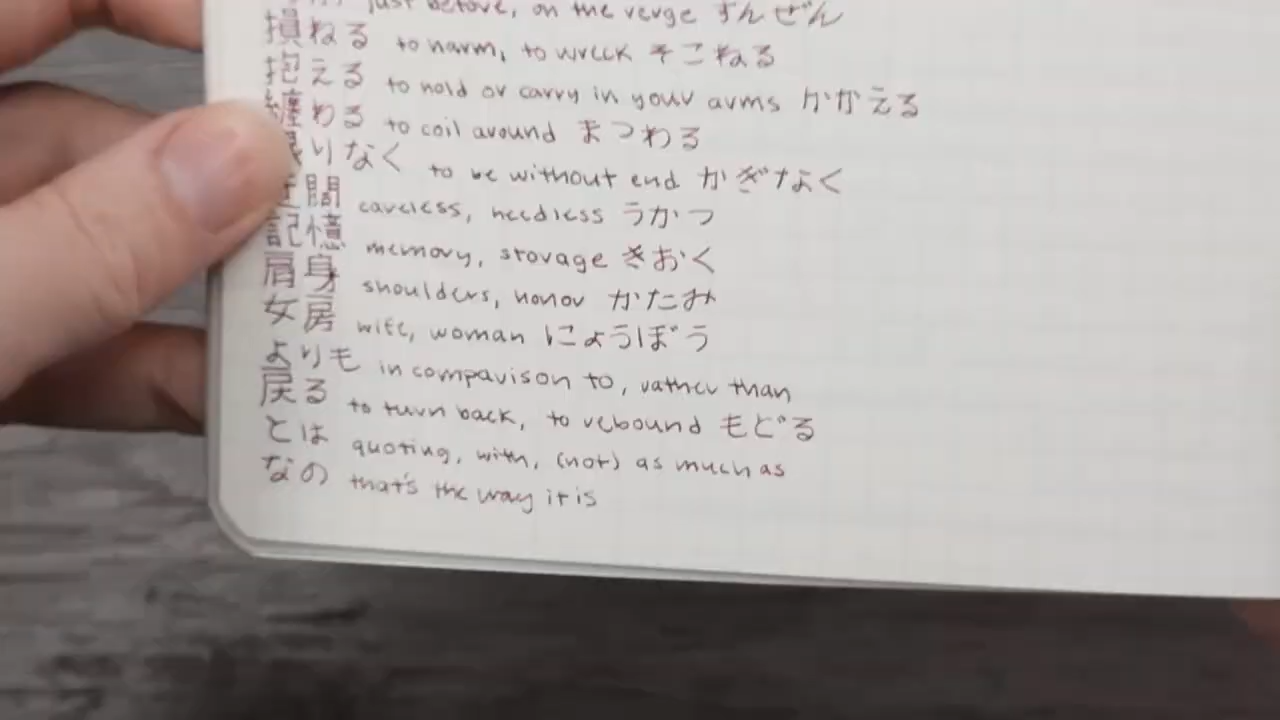 just before, on the verge すんぜん
損ねる to harm, to wreck そこねる
抱える to hold or carry in your arms かかえる
纏わる to coil around まつわる
りなく to be without end かぎなく
闊 careless, heedless うかつ
記憶 memory, storage きおく
肩身 shoulders, honor かたみ
女房 wife, woman にょうぼう
よりも in comparison to, rather than
戻る to turn back, to rebound もどる
とは quoting, with, (not) as much as
なの that's the way it is